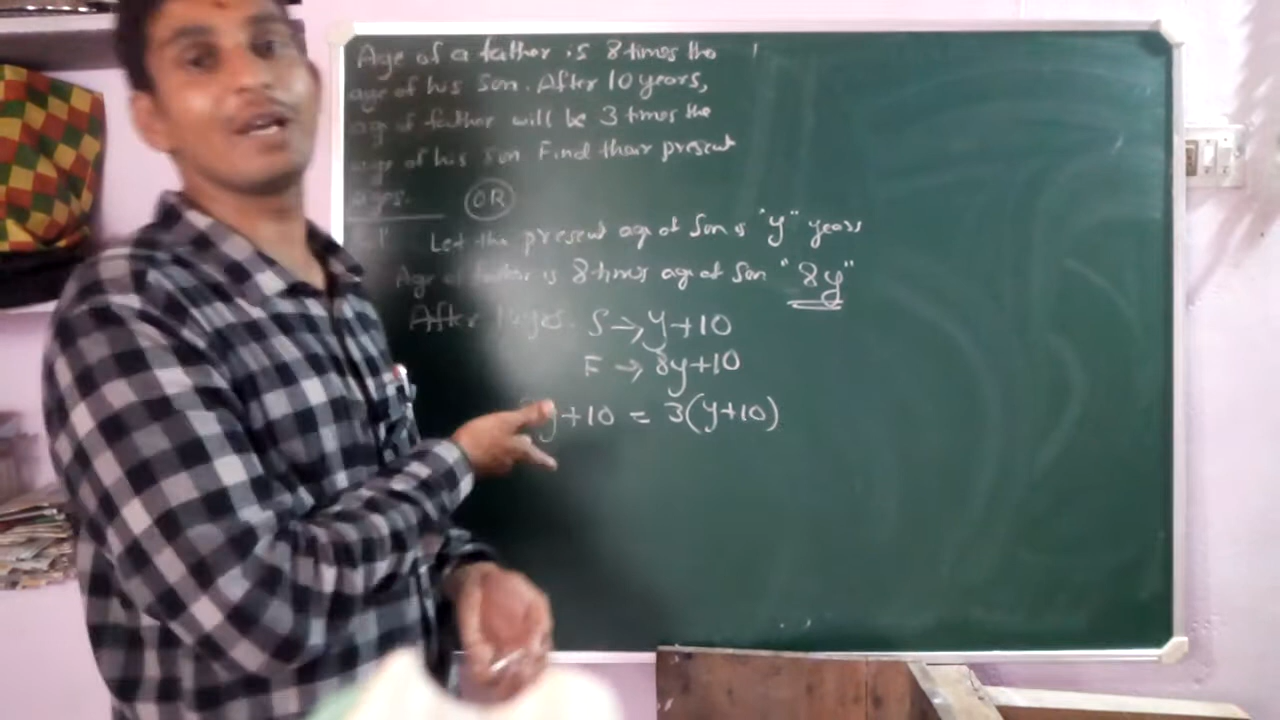 Age of a father is 8 times the
age of his son. After 10 years,
age of father will be 3 times the
age of his son Find their present
ages.
OR
Let the present age of Son is "y" years
Age of father is 8 times age of Son "8y"
After 10 yrs. S → y+10
F → 8y+10
y+10 = 3(y+10)